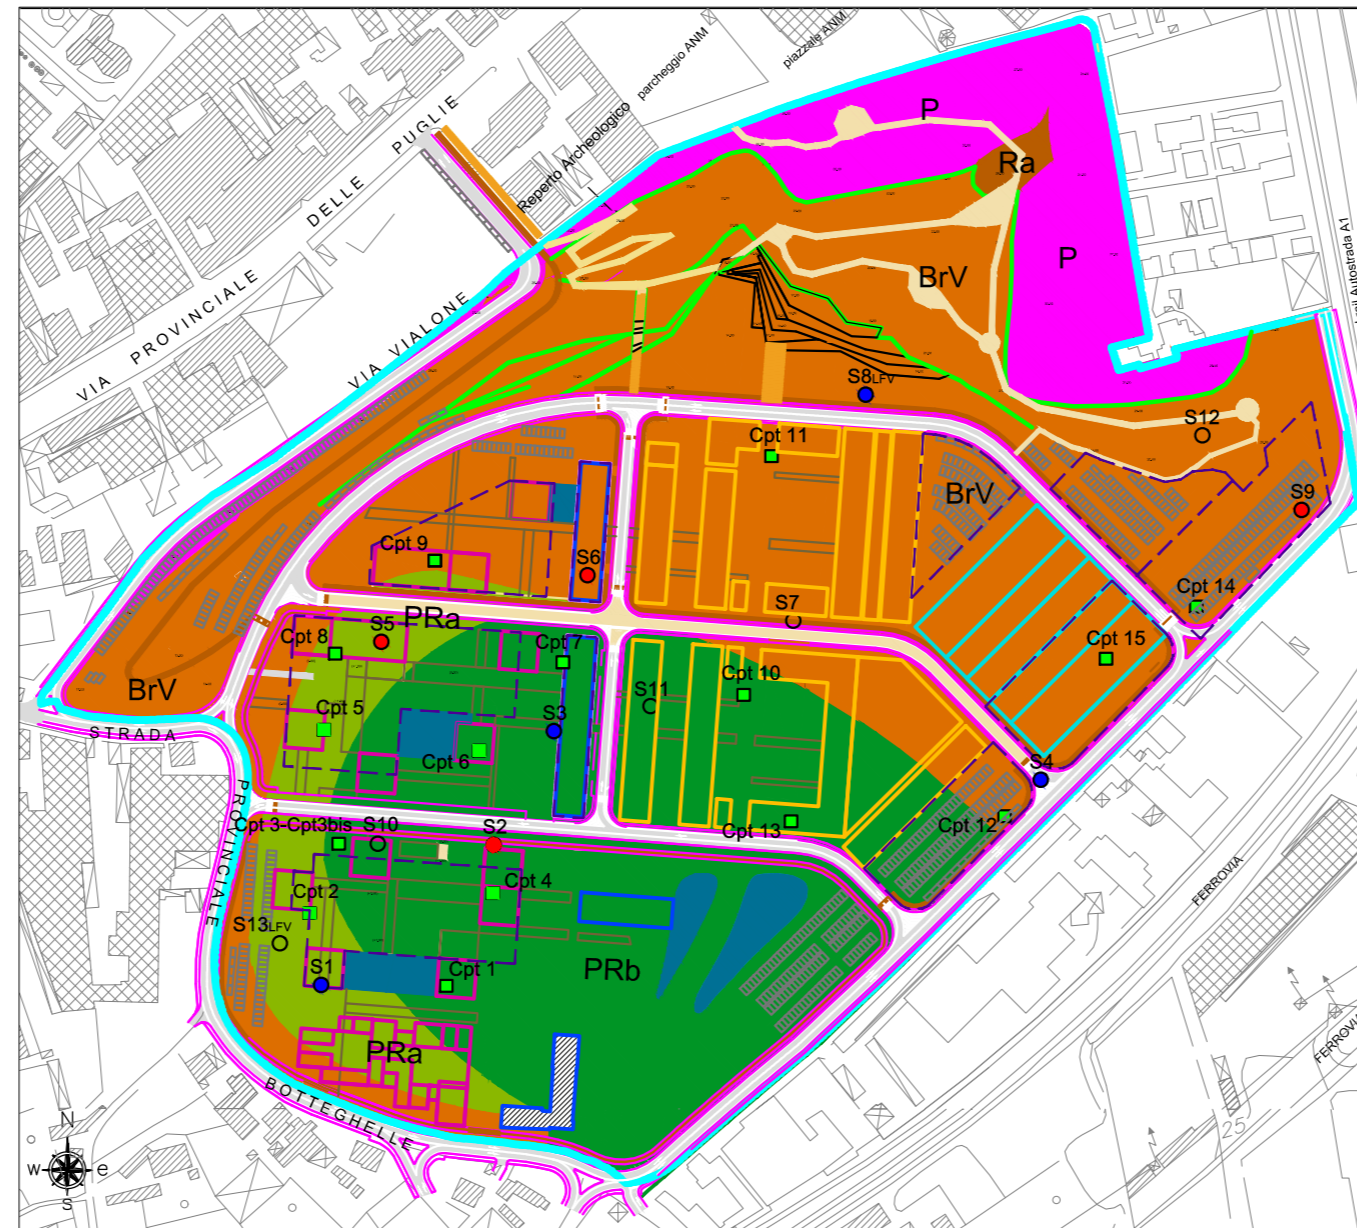 parcheggio ANM
piazzale ANM
VIA PROVINCIALE DELLE PUGLIE
Reperto Archeologico
P
Ra
P
BrV
Autostrada A1
VIA VIALONE
S8LFV
S12
Cpt 11
BrV
S9
Cpt 9
S6
Cpt 14
PRa
S5
S7
Cpt 8
Cpt 7
Cpt 15
BrV
S11
Cpt 10
Cpt 5
S3
STRADA PROVINCIALE BOTTEGHELLE
Cpt 6
S4
Cpt 3-Cpt3bis
S10
S2
Cpt 13
Cpt 12
Cpt 2
Cpt 4
FERROVIA
S13LFV
S1
Cpt 1
PRb
PRa
FERROVIA
25
N
W
e
S